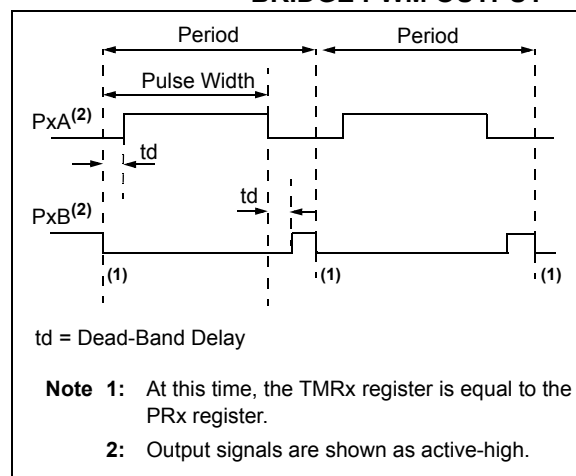 BRIDGE PWM OUTPUT
Period Period
Pulse Width
PxA(2)
td
td
PxB(2)
(1) (1) (1)
td = Dead-Band Delay
Note 1: At this time, the TMRx register is equal to the
PRx register.
2: Output signals are shown as active-high.